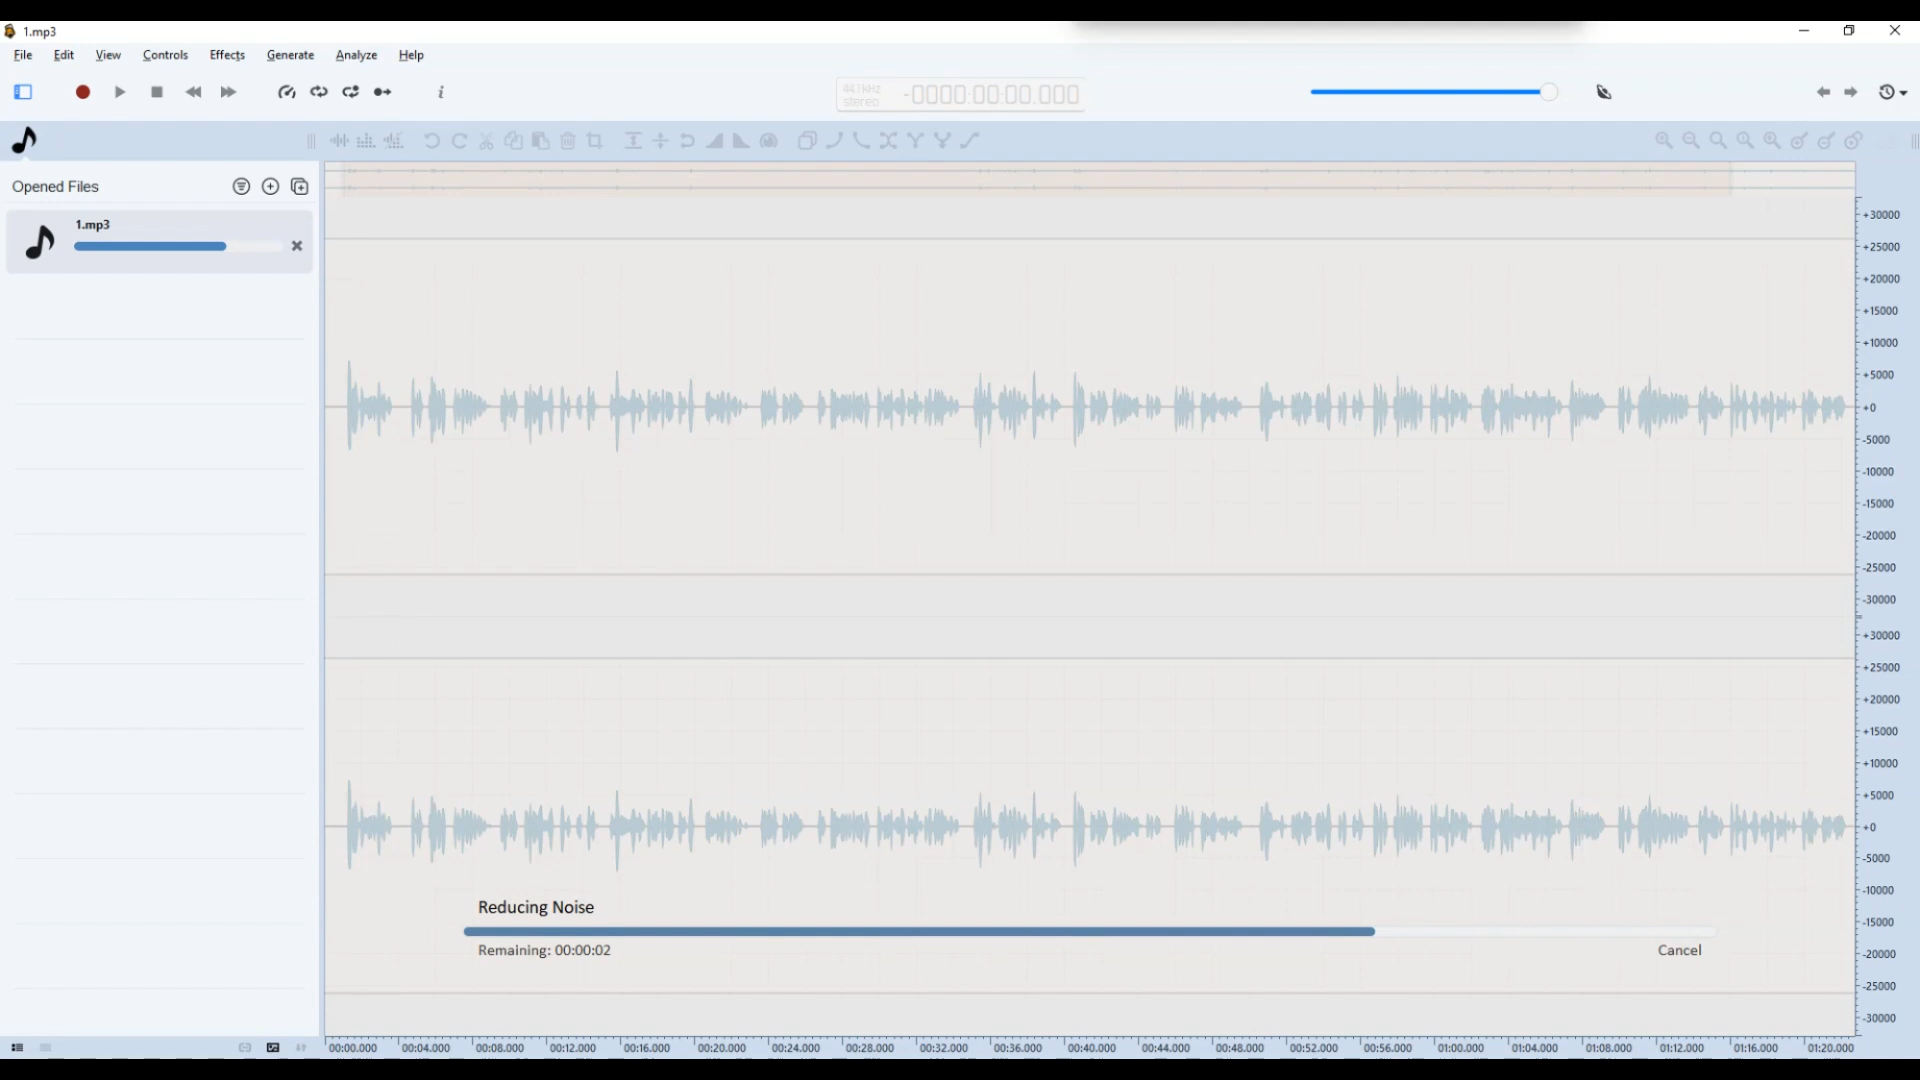 1.mp3
File Edit View Controls Effects Generate Analyze Help
i
44.1 kHz
stereo
-0000:00:00.000
Opened Files
1.mp3
+30000
+25000
+20000
+15000
+10000
+5000
+0
-5000
-10000
-15000
-20000
-25000
-30000
+30000
+25000
+20000
+15000
+10000
+5000
+0
-5000
-10000
-15000
-20000
-25000
-30000
Reducing Noise
Remaining: 00:00:02
Cancel
00:00.000 00:04.000 00:08.000 00:12.000 00:16.000 00:20.000 00:24.000 00:28.000 00:32.000 00:36.000 00:40.000 00:44.000 00:48.000 00:52.000 00:56.000 01:00.000 01:04.000 01:08.000 01:12.000 01:16.000 01:20.000